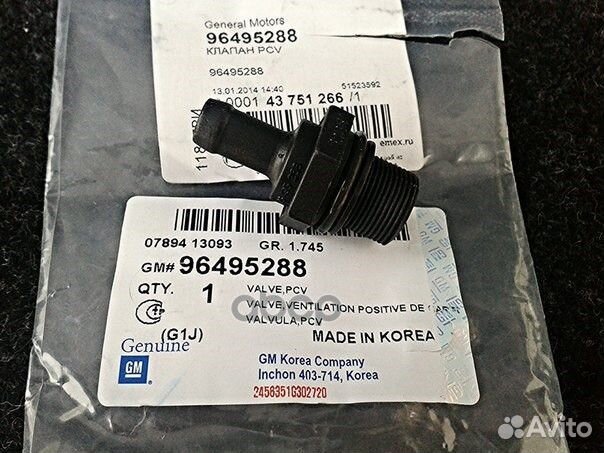 General Motors
96495288
КЛАПАН PCV
96495288
13.01.2014 14:40 51523592
0001 43 751 266 /1
emex.ru
07894 13093 GR. 1.745
GM# 96495288
QTY. 1 VALVE,PCV
VALVE,VENTILATION POSITIVE DE
VALVULA,PCV
(G1J) MADE IN KOREA
Genuine
GM
GM Korea Company
Inchon 403-714, Korea
2458351G302720
Avito